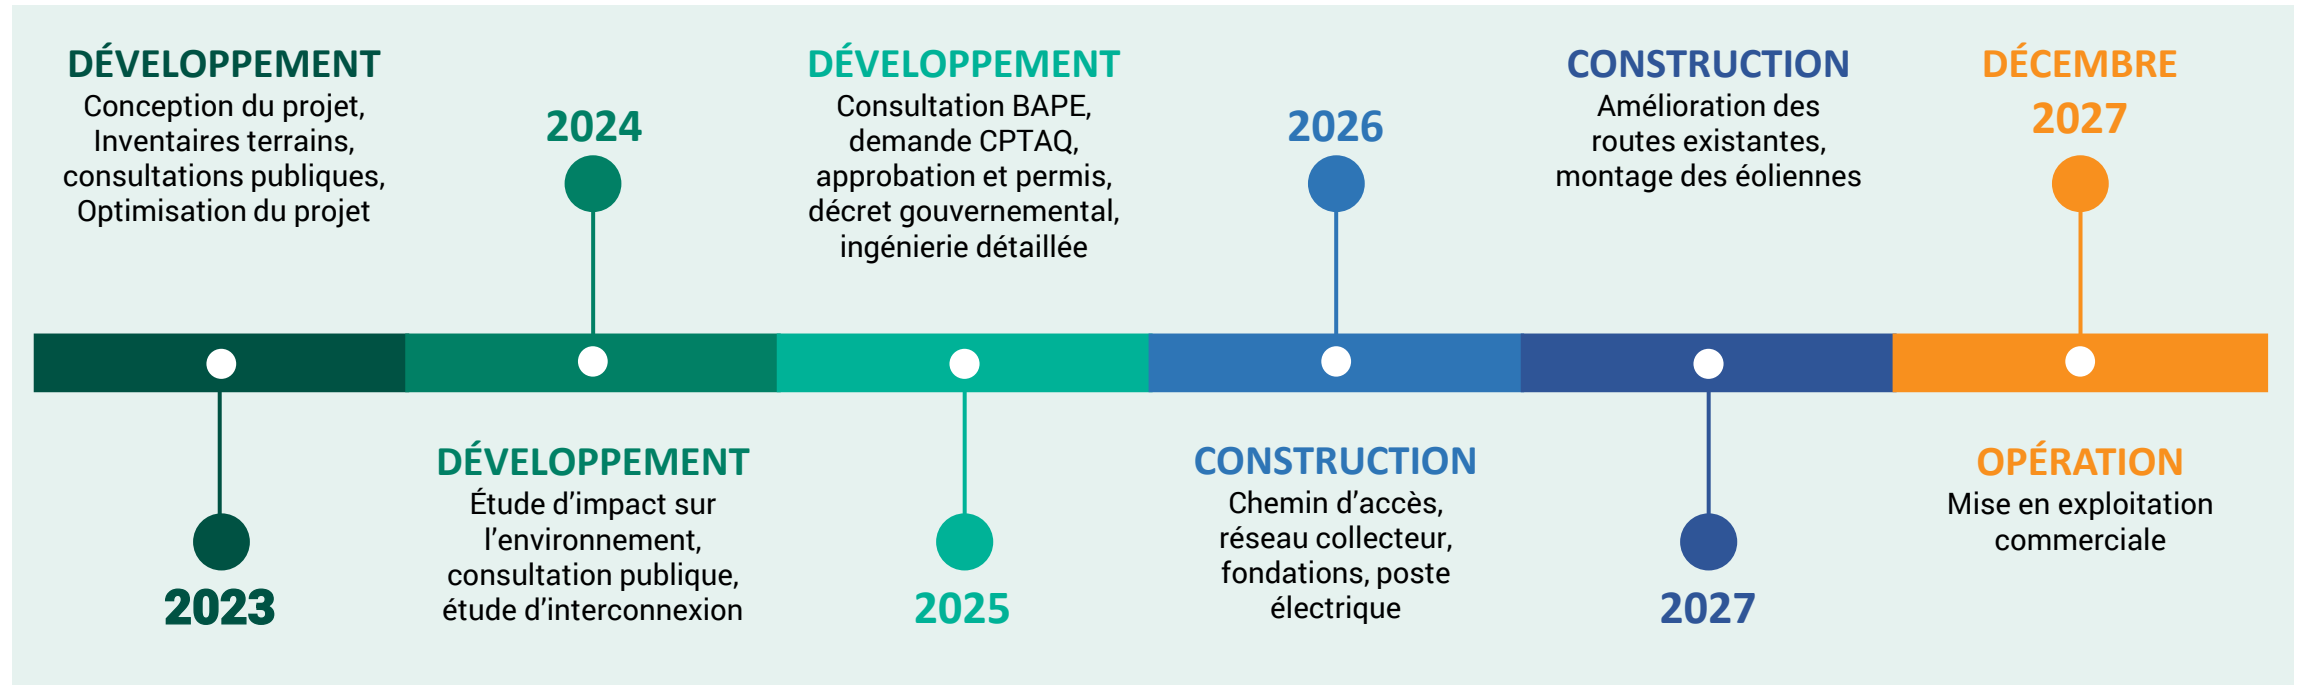 DÉVELOPPEMENT
Conception du projet,
Inventaires terrains,
consultations publiques,
Optimisation du projet
2023
2024
DÉVELOPPEMENT
Étude d’impact sur
l’environnement,
consultation publique,
étude d’interconnexion
DÉVELOPPEMENT
Consultation BAPE,
demande CPTAQ,
approbation et permis,
décret gouvernemental,
ingénierie détaillée
2025
2026
CONSTRUCTION
Chemin d’accès,
réseau collecteur,
fondations, poste
électrique
CONSTRUCTION
Amélioration des
routes existantes,
montage des éoliennes
2027
DÉCEMBRE
2027
OPÉRATION
Mise en exploitation
commerciale